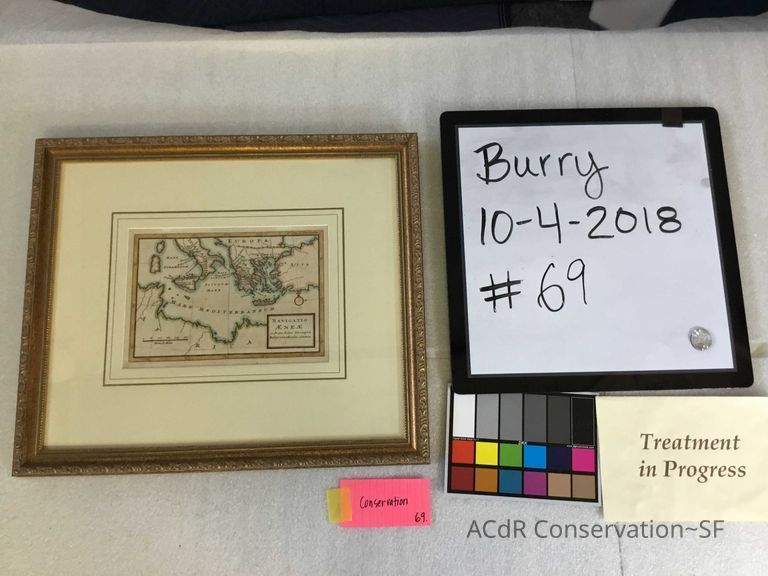 Burry
10-4-2018
# 69
EUROPA
MARE MEDITERRANEUM
NAVIGATIO
ÆNEÆ
Conservation
69.
Treatment
in Progress
ACdR Conservation~SF